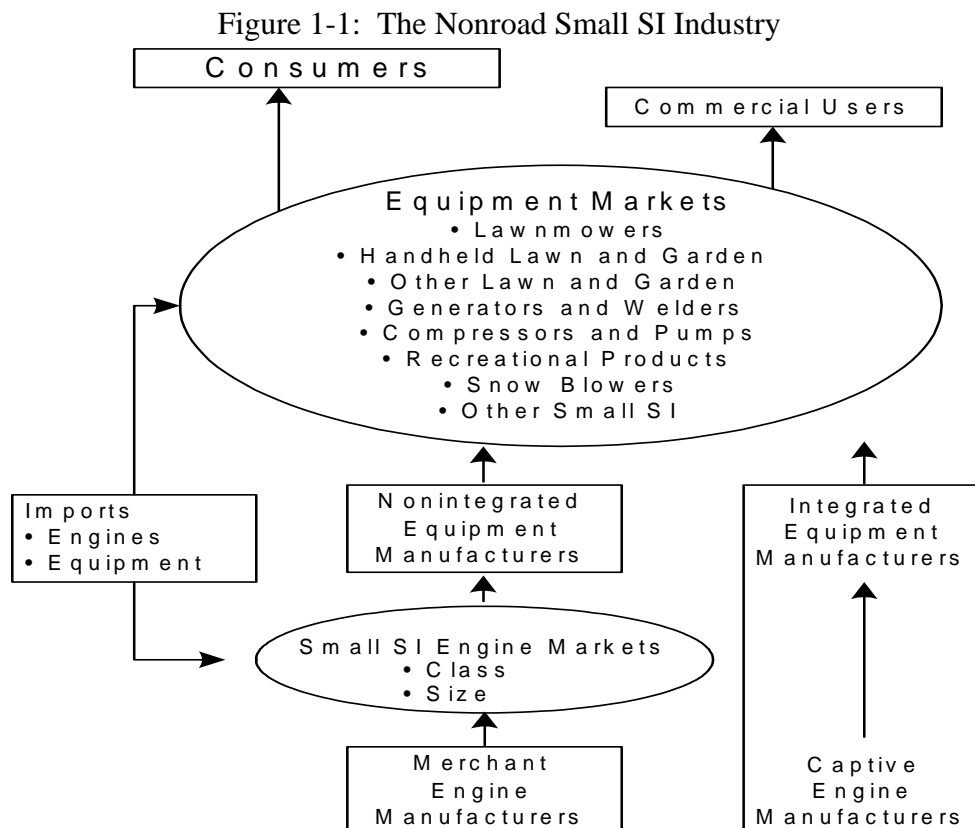 Figure 1-1: The Nonroad Small SI Industry
Consumers
Commercial Users
Equipment Markets
• Lawnmowers
• Handheld Lawn and Garden
• Other Lawn and Garden
• Generators and Welders
• Compressors and Pumps
• Recreational Products
• Snow Blowers
• Other Small SI
Imports
• Engines
• Equipment
Nonintegrated
Equipment
Manufacturers
Integrated
Equipment
Manufacturers
Small SI Engine Markets
• Class
• Size
Merchant
Engine
Manufacturers
Captive
Engine
Manufacturers